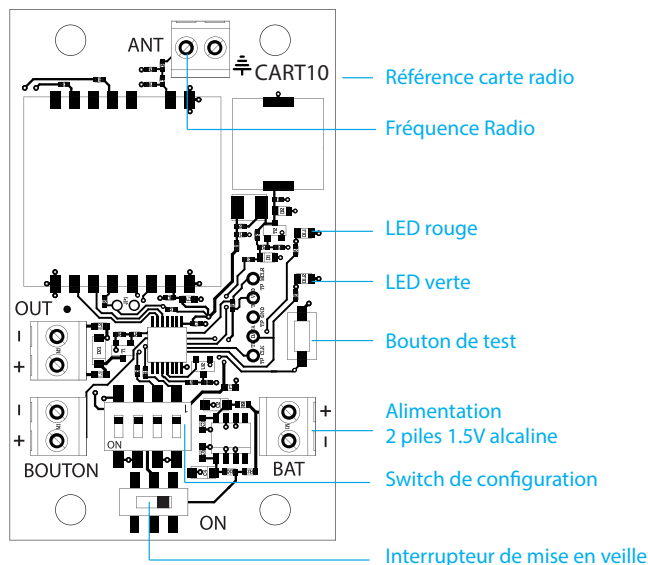 ANT
CART10
Référence carte radio
Fréquence Radio
LED rouge
LED verte
OUT
Bouton de test
-
+
-
+
BOUTON
ON
BAT
+
-
Alimentation
2 piles 1.5V alcaline
Switch de configuration
ON
Interrupteur de mise en veille